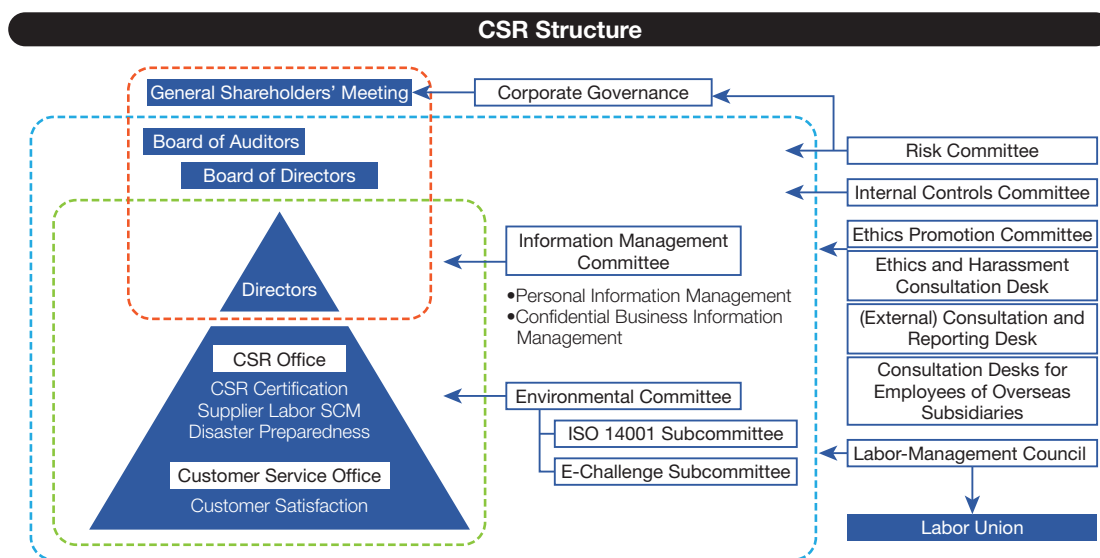 CSR Structure
General Shareholders' Meeting
Corporate Governance
Board of Auditors
Board of Directors
Risk Committee
Internal Controls Committee
Ethics Promotion Committee
Ethics and Harassment
Consultation Desk
(External) Consultation and
Reporting Desk
Consultation Desks for
Employees of Overseas
Subsidiaries
Directors
Information Management
Committee
•Personal Information Management
•Confidential Business Information
Management
CSR Office
CSR Certification
Supplier Labor SCM
Disaster Preparedness
Customer Service Office
Customer Satisfaction
Environmental Committee
ISO 14001 Subcommittee
E-Challenge Subcommittee
Labor-Management Council
Labor Union